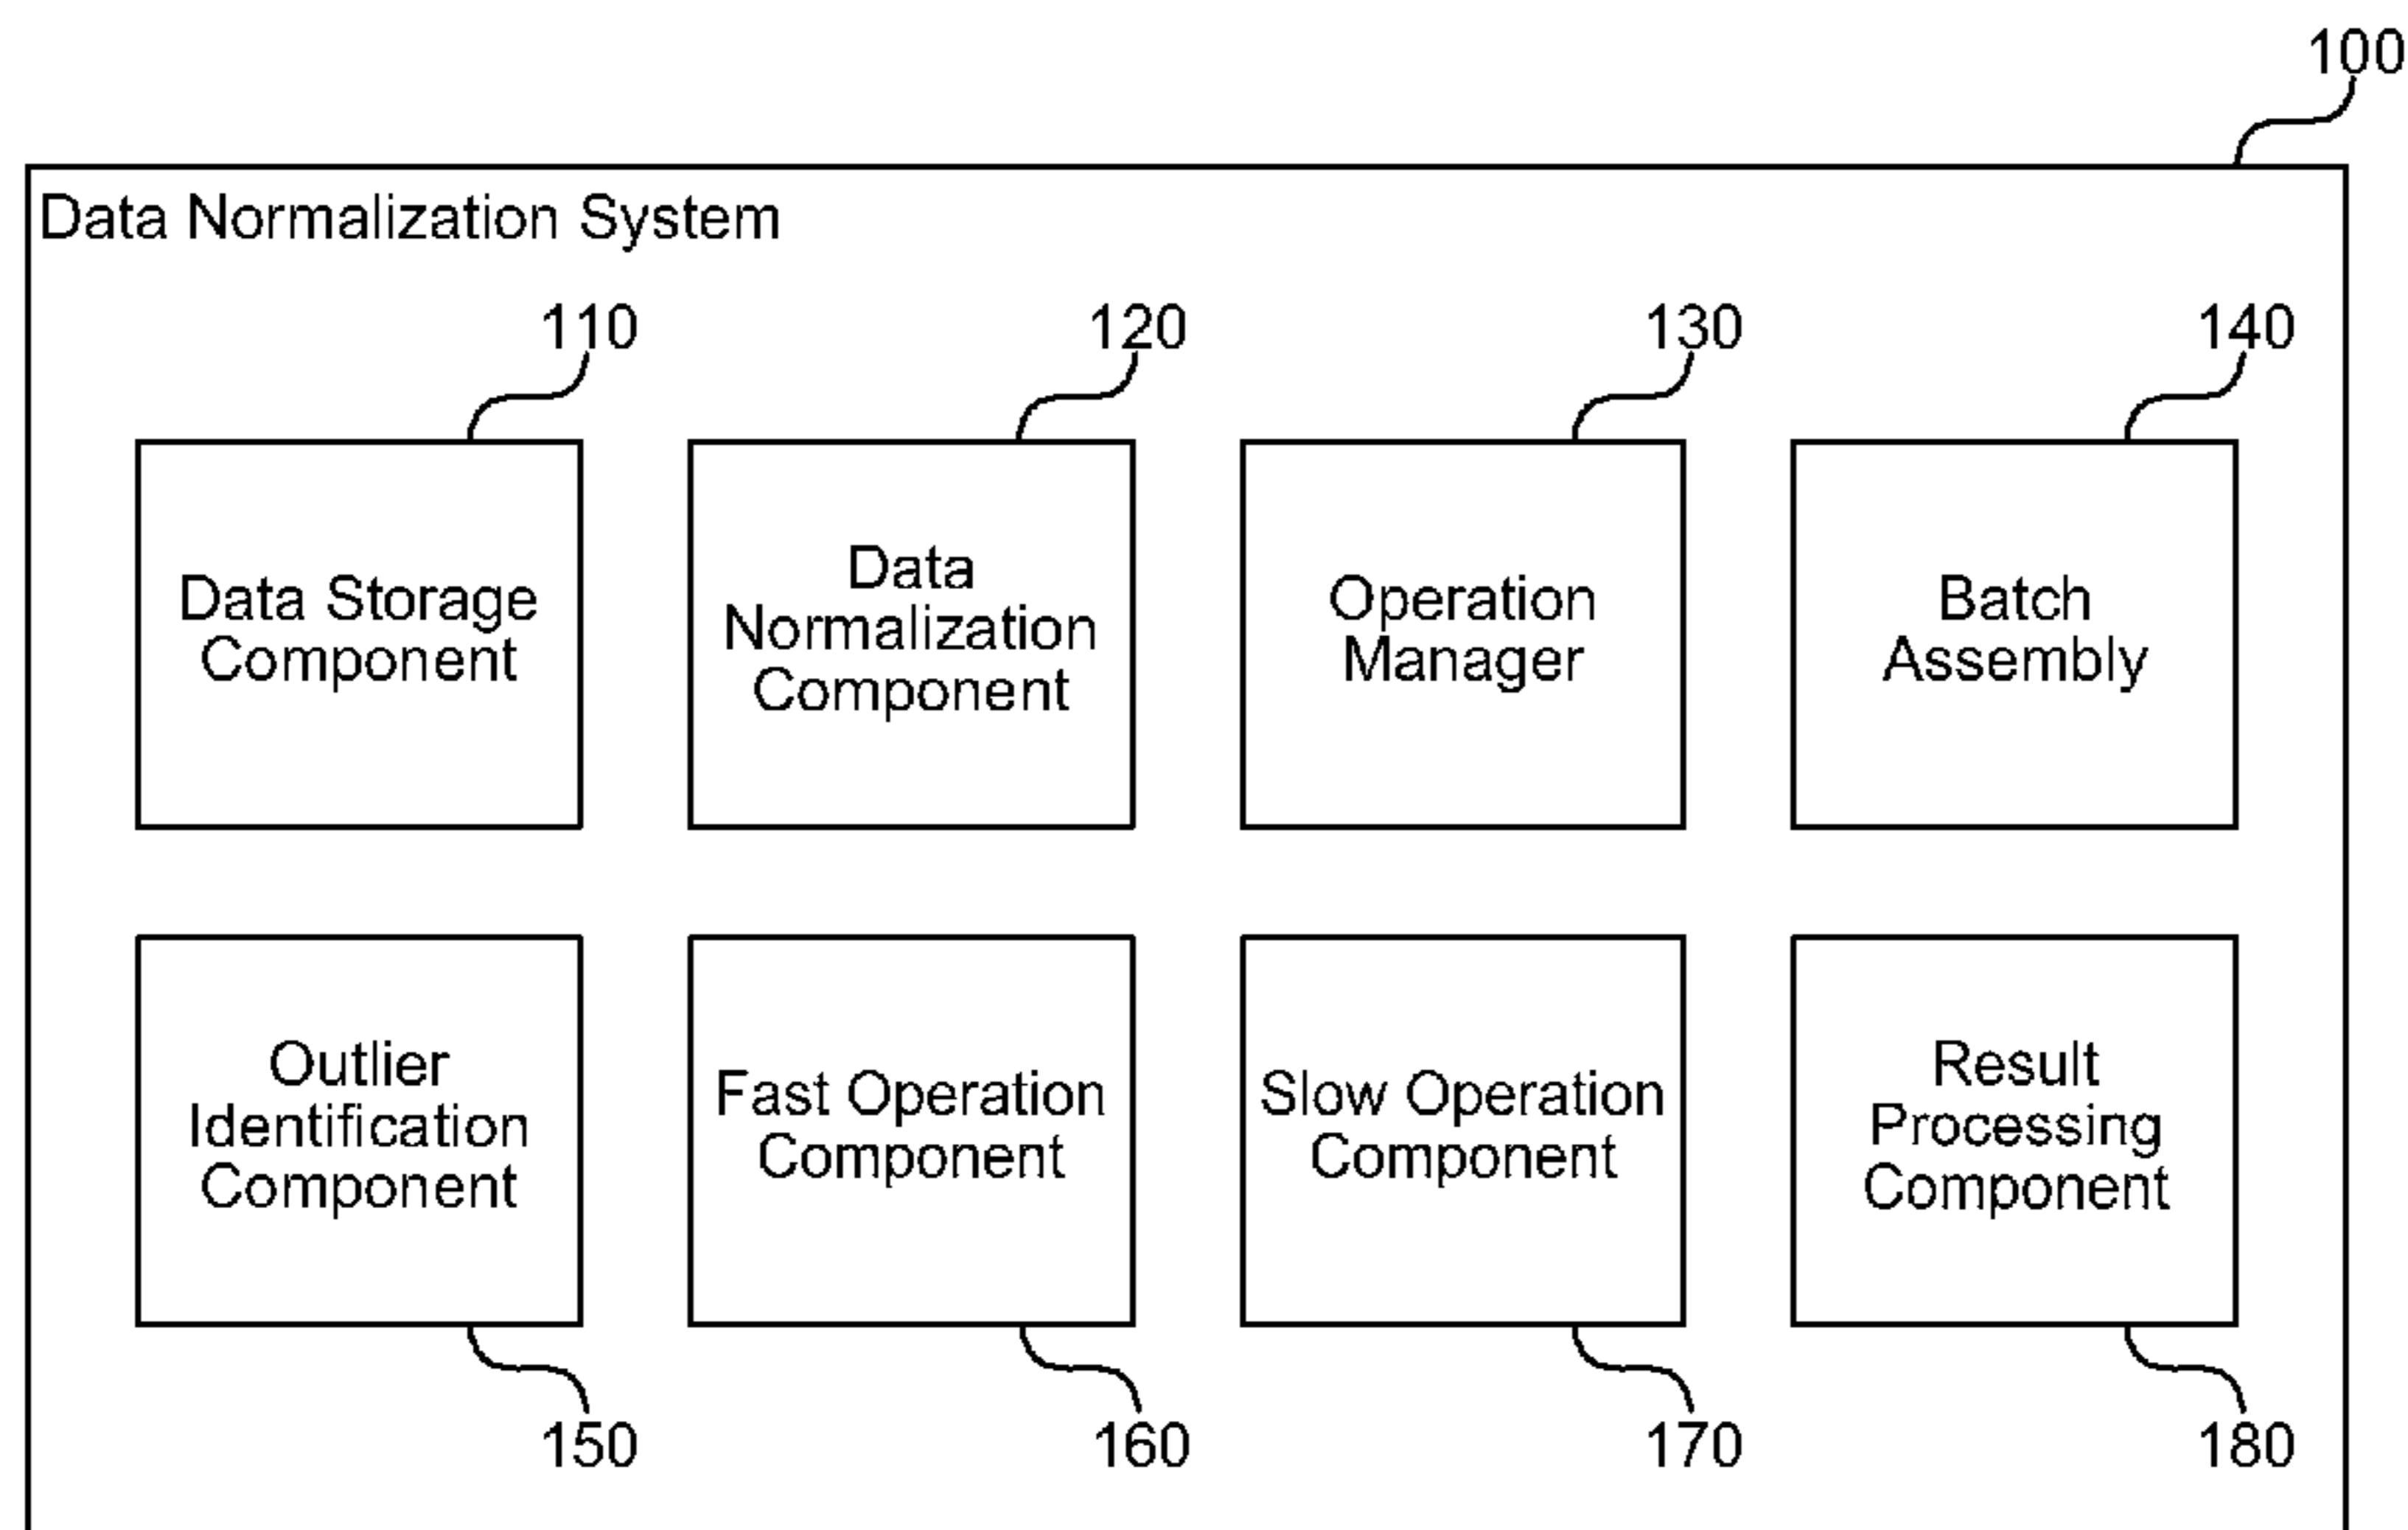 100
Data Normalization System
110
120
130
140
Data Storage
Component
Data
Normalization
Component
Operation
Manager
Batch
Assembly
Outlier
Identification
Component
Fast Operation
Component
Slow Operation
Component
Result
Processing
Component
150
160
170
180